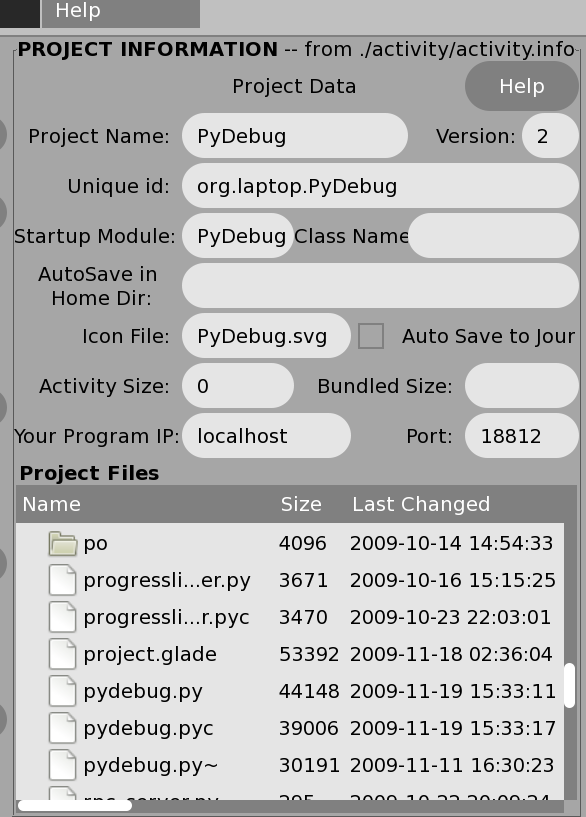 Help
PROJECT INFORMATION -- from ./activity/activity.info
Project Data Help
Project Name: PyDebug Version: 2
Unique id: org.laptop.PyDebug
Startup Module: PyDebug Class Name
AutoSave in
Home Dir:
Icon File: PyDebug.svg Auto Save to Jour
Activity Size: 0 Bundled Size:
Your Program IP: localhost Port: 18812
Project Files
Name Size Last Changed
po 4096 2009-10-14 14:54:33
progressli...er.py 3671 2009-10-16 15:15:25
progressli...r.pyc 3470 2009-10-23 22:03:01
project.glade 53392 2009-11-18 02:36:04
pydebug.py 44148 2009-11-19 15:33:11
pydebug.pyc 39006 2009-11-19 15:33:17
pydebug.py~ 30191 2009-11-11 16:30:23